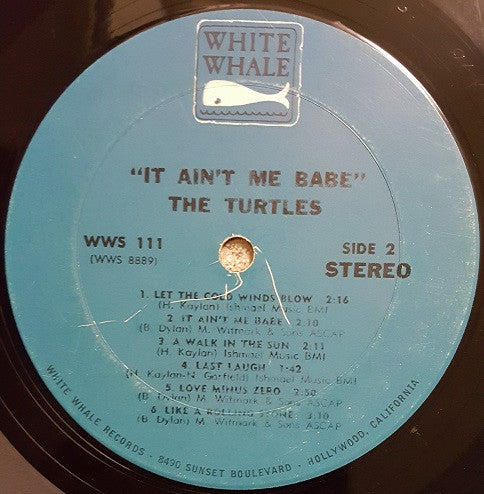 WHITE
WHALE
"IT AIN'T ME BABE"
THE TURTLES
WWS 111
(WWS 8889)
SIDE 2
STEREO
1. LET THE COLD WINDS BLOW 2:16
(H. Kaylan) Ishmael Music BMI
2. IT AIN'T ME BABE 2:10
(B. Dylan) M. Witmark & Sons ASCAP
3. A WALK IN THE SUN 2:11
(H. Kaylan) Ishmael Music BMI
4. LAST LAUGH 1:42
(H. Kaylan-N. Garfield) Ishmael Music BMI
5. LOVE MINUS ZERO 2:50
(B. Dylan) M. Witmark & Sons ASCAP
6. LIKE A ROLLING STONE 3:10
(B. Dylan) M. Witmark & Sons ASCAP
WHITE WHALE RECORDS - 8490 SUNSET BOULEVARD - HOLLYWOOD, CALIFORNIA